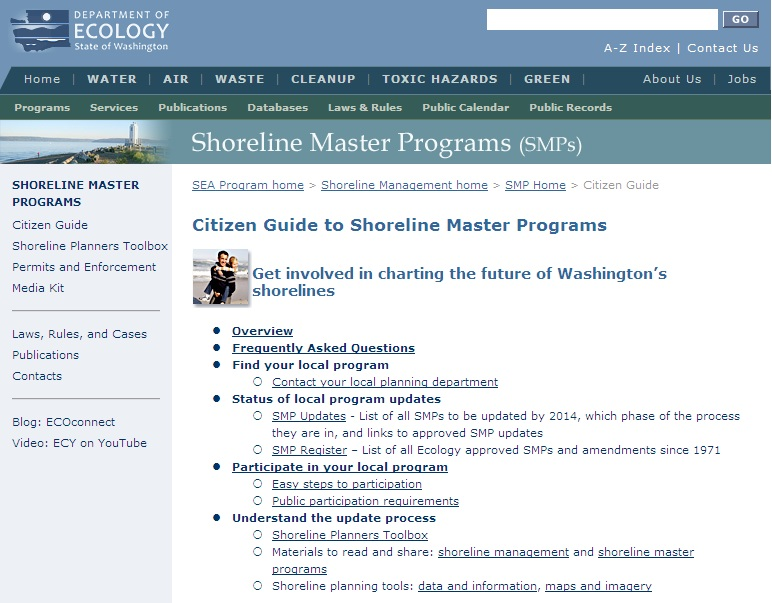 DEPARTMENT OF
ECOLOGY
State of Washington
GO
A-Z Index | Contact Us
Home | WATER | AIR | WASTE | CLEANUP | TOXIC HAZARDS | GREEN | About Us | Jobs
Programs Services Publications Databases Laws & Rules Public Calendar Public Records
Shoreline Master Programs (SMPs)
SHORELINE MASTER
PROGRAMS
Citizen Guide
Shoreline Planners Toolbox
Permits and Enforcement
Media Kit
Laws, Rules, and Cases
Publications
Contacts
Blog: ECOconnect
Video: ECY on YouTube
SEA Program home > Shoreline Management home > SMP Home > Citizen Guide
Citizen Guide to Shoreline Master Programs
Get involved in charting the future of Washington's
shorelines
Overview
Frequently Asked Questions
Find your local program
Contact your local planning department
Status of local program updates
SMP Updates - List of all SMPs to be updated by 2014, which phase of the process
they are in, and links to approved SMP updates
SMP Register – List of all Ecology approved SMPs and amendments since 1971
Participate in your local program
Easy steps to participation
Public participation requirements
Understand the update process
Shoreline Planners Toolbox
Materials to read and share: shoreline management and shoreline master
programs
Shoreline planning tools: data and information, maps and imagery